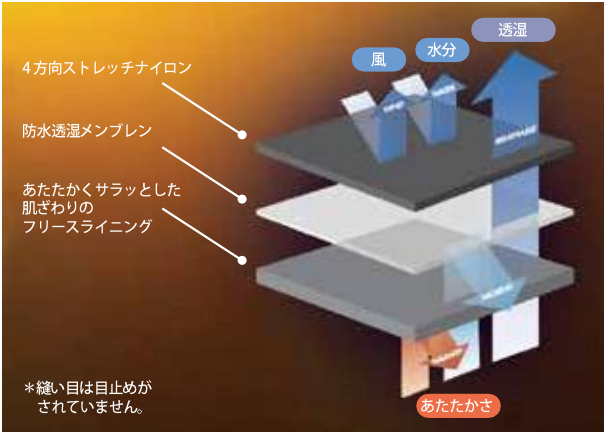 風
水分
透湿
4方向ストレッチナイロン
防水透湿メンブレン
あたたかくサラッとした
肌ざわりの
フリースライニング
あたたかさ
＊縫い目は目止めが
されていません。